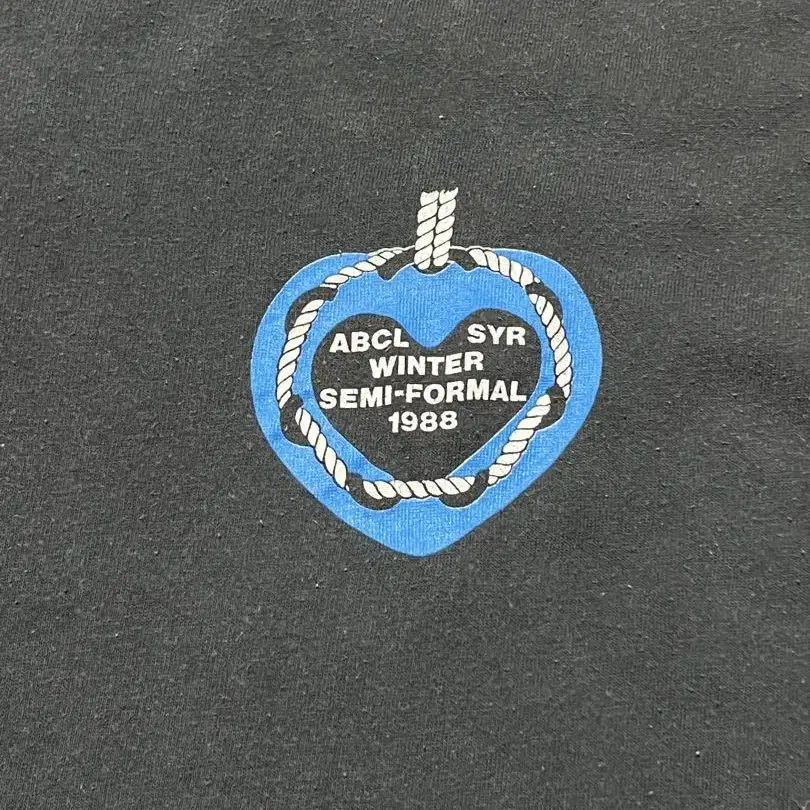 ABCL SYR
WINTER
SEMI-FORMAL
1988